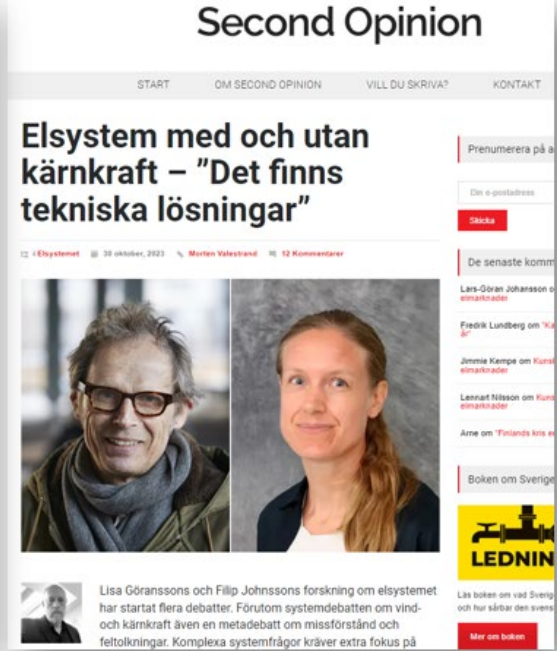 Second Opinion
START OM SECOND OPINION VILL DU SKRIVA? KONTAKT
Elsystem med och utan
kärnkraft – ”Det finns
tekniska lösningar”
i Elsystemet 30 oktober, 2023 Morten Valestrand 12 Kommentarer
Lisa Göranssons och Filip Johnssons forskning om elsystemet
har startat flera debatter. Förutom systemdebatten om vind-
och kärnkraft även en metadebatt om missförstånd och
feltolkningar. Komplexa systemfrågor kräver extra fokus på
Prenumerera på a
Din e-postadress
Skicka
De senaste komm
Lars-Göran Johansson o
elmarknader
Fredrik Lundberg om "Ka
år"
Jimmie Kempe om Kunsk
elmarknader
Lennart Nilsson om Kuns
elmarknader
Arne om "Finlands kris e
Boken om Sverige
LEDNIN
Läs boken om vad Sverig
och hur sårbar den svens
Mer om boken